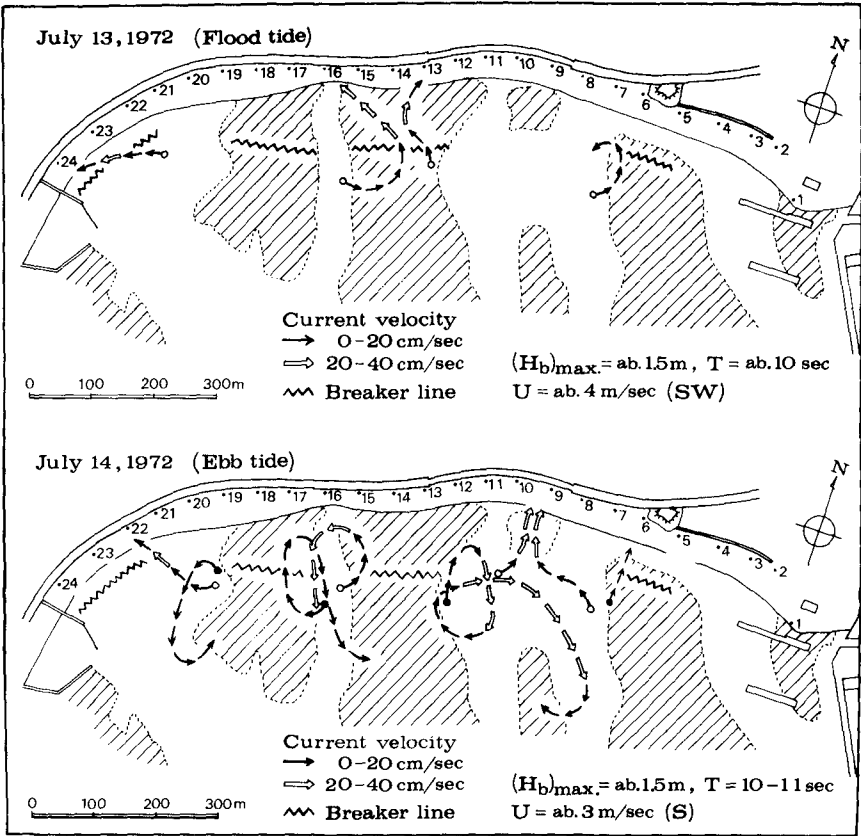 July 13, 1972 (Flood tide)
N
24 23 22 21 20 19 18 17 16 15 14 13 12 11 10 9 8 7 6 5 4 3 2 1
Current velocity
0-20 cm/sec
20-40 cm/sec
Breaker line
(Hb)max. = ab. 1.5m, T = ab. 10 sec
U = ab. 4 m/sec (SW)
0 100 200 300m
July 14, 1972 (Ebb tide)
N
24 23 22 21 20 19 18 17 16 15 14 13 12 11 10 9 8 7 6 5 4 3 2 1
Current velocity
0-20 cm/sec
20-40 cm/sec
Breaker line
(Hb)max. = ab. 1.5m, T = 10-11 sec
U = ab. 3 m/sec (S)
0 100 200 300m